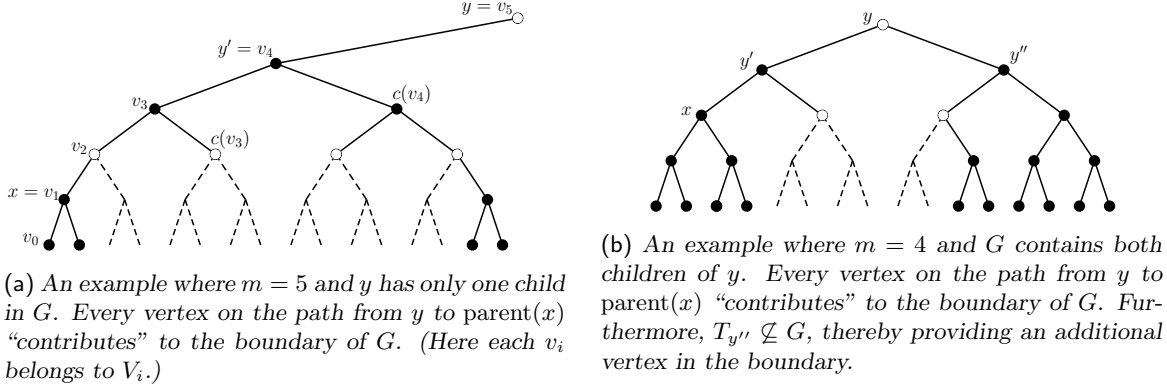 y = v₅
y′ = v₄
v₃
c(v₄)
v₂
c(v₃)
x = v₁
v₀
(a) An example where m = 5 and y has only one child
in G. Every vertex on the path from y to parent(x)
“contributes” to the boundary of G. (Here each vᵢ
belongs to Vᵢ.)
y
y′
y′′
x
(b) An example where m = 4 and G contains both
children of y. Every vertex on the path from y to
parent(x) “contributes” to the boundary of G. Fur-
thermore, T_{y′′} ⊈ G, thereby providing an additional
vertex in the boundary.